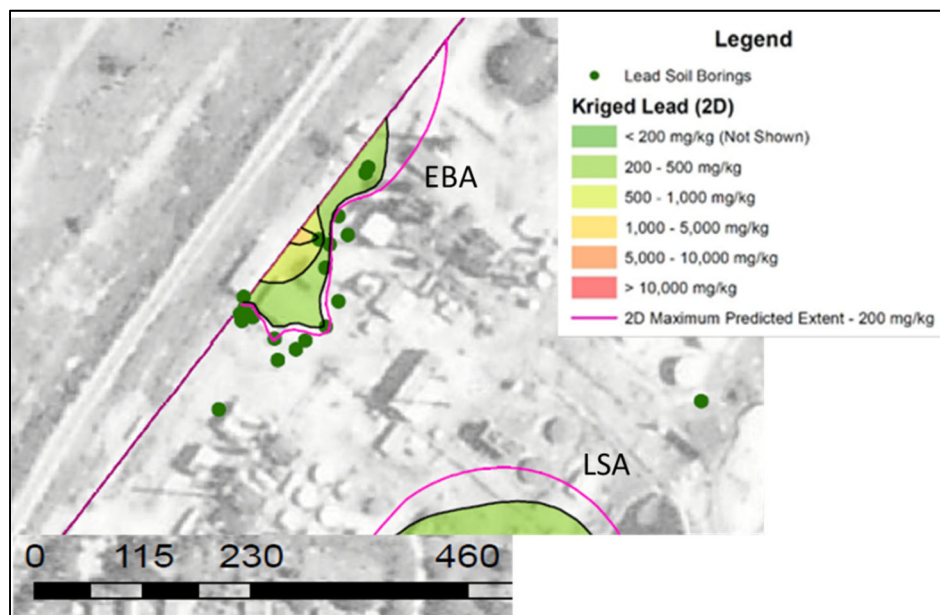 Legend
Lead Soil Borings
Kriged Lead (2D)
< 200 mg/kg (Not Shown)
200 - 500 mg/kg
500 - 1,000 mg/kg
1,000 - 5,000 mg/kg
5,000 - 10,000 mg/kg
> 10,000 mg/kg
2D Maximum Predicted Extent - 200 mg/kg
EBA
LSA
0 115 230 460